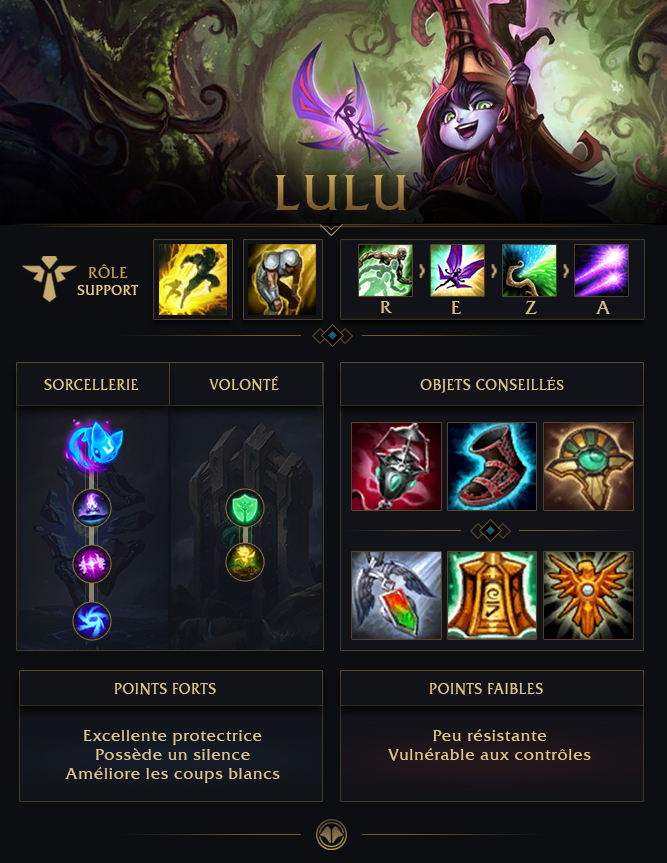 LULU
RÔLE
SUPPORT
R
E
Z
A
SORCELLERIE
VOLONTÉ
OBJETS CONSEILLÉS
POINTS FORTS
Excellente protectrice
Possède un silence
Améliore les coups blancs
POINTS FAIBLES
Peu résistante
Vulnérable aux contrôles